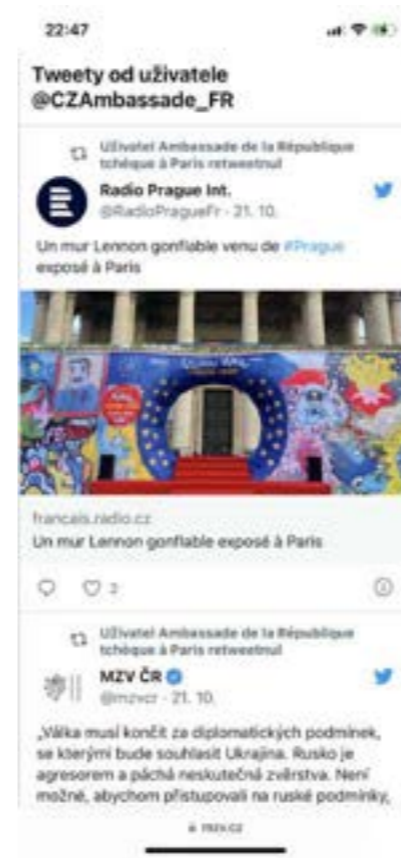 22:47
Tweety od uživatele
@CZAmbassade_FR
Uživatel Ambassade de la République
tchèque à Paris retweetnul
Radio Prague Int.
@RadioPragueFr · 21. 10.
Un mur Lennon gonflable venu de #Prague
exposé à Paris
francais.radio.cz
Un mur Lennon gonflable exposé à Paris
2
Uživatel Ambassade de la République
tchèque à Paris retweetnul
MZV ČR
@mzvcr · 21. 10.
„Válka musí končit za diplomatických podmínek,
se kterými bude souhlasit Ukrajina. Rusko je
agresorem a páchá neskutečná zvěrstva. Není
možné, abychom přistupovali na ruské podmínky,
mzv.cz